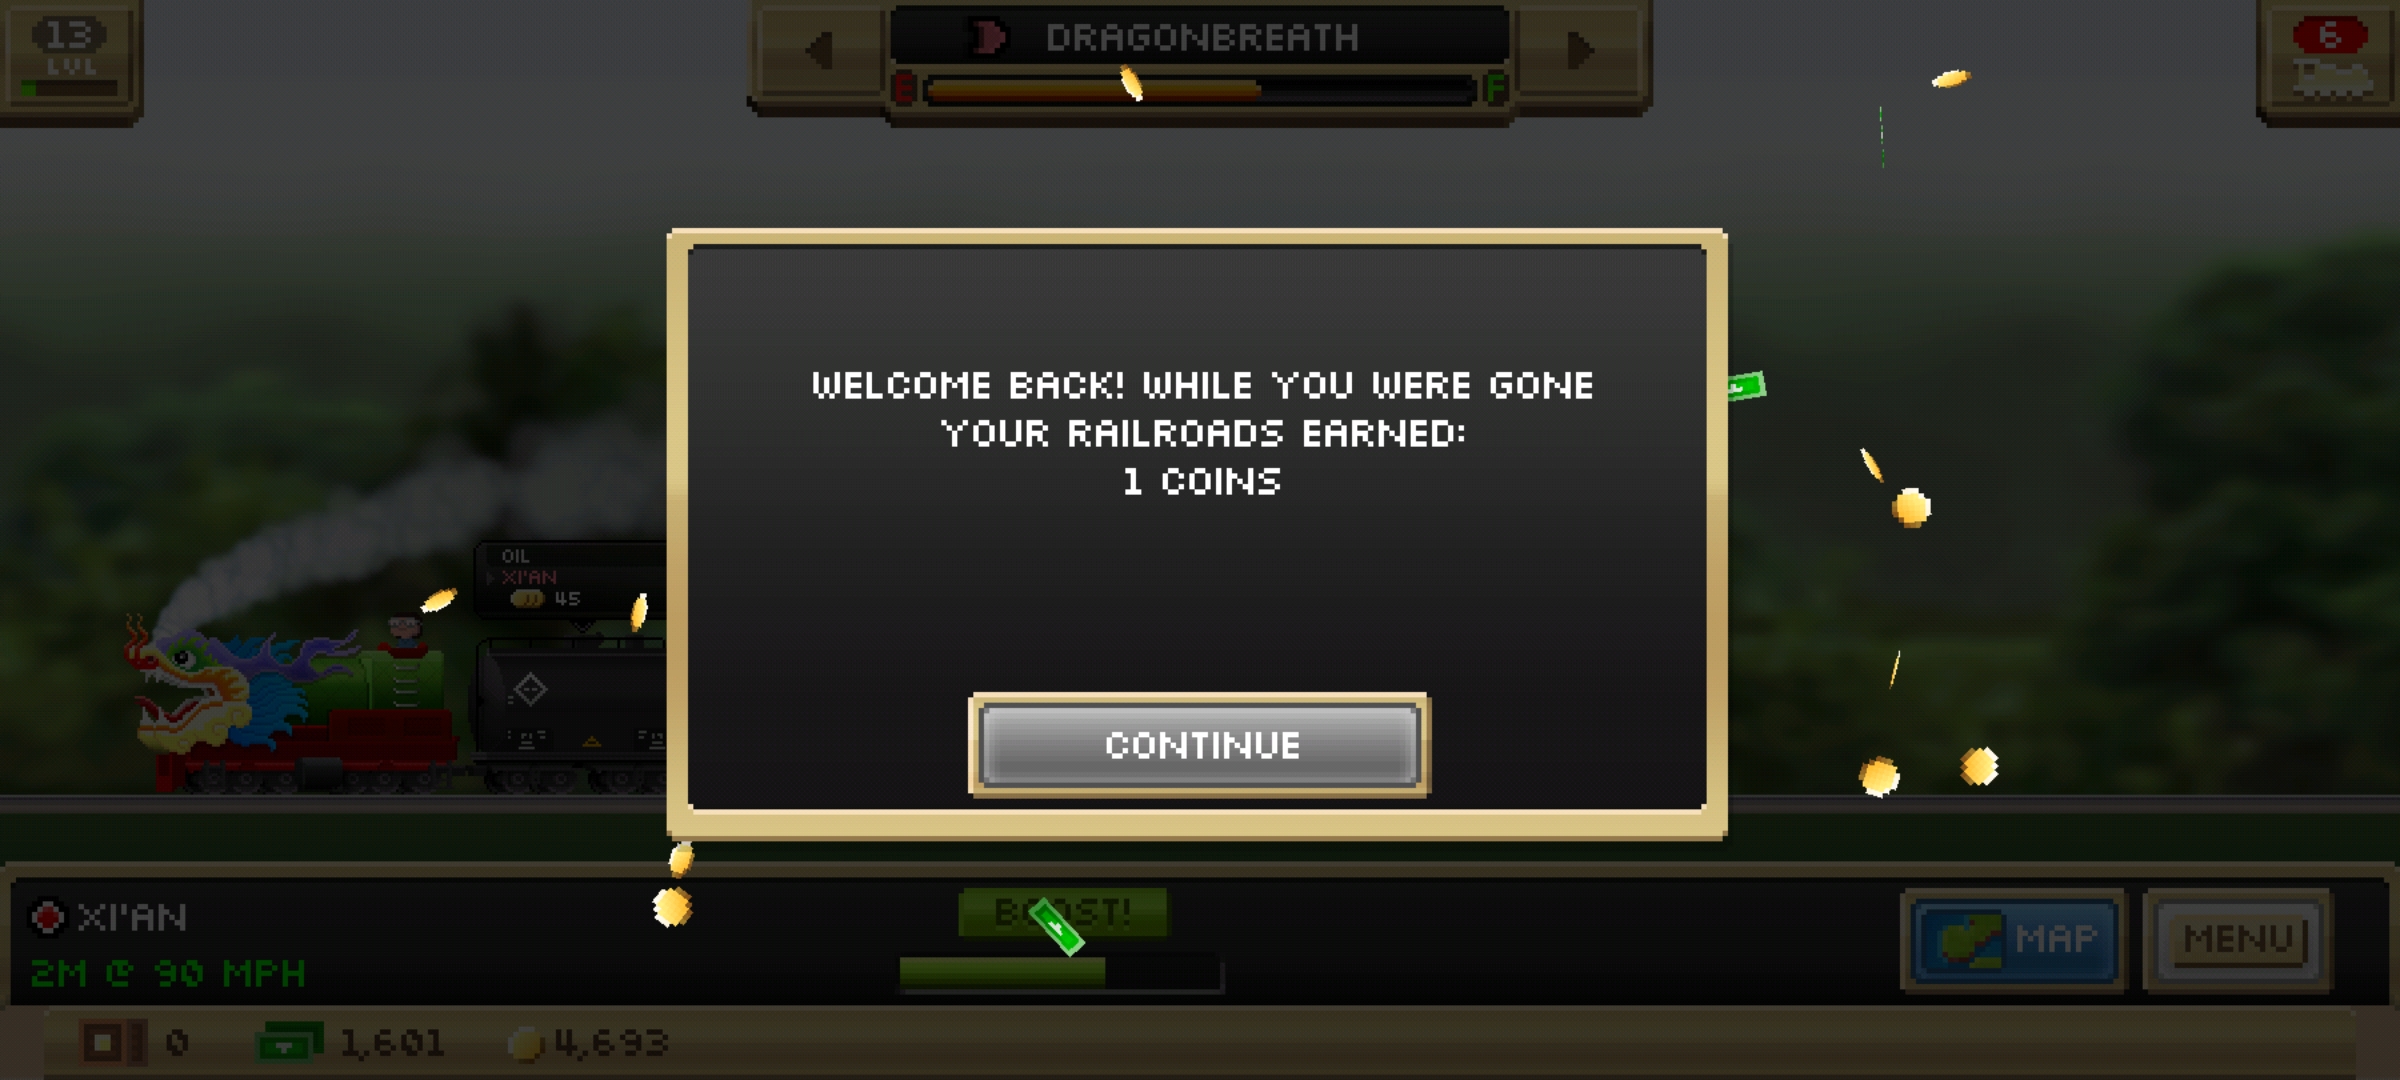 13
LVL
DRAGONBREATH
E F
6
WELCOME BACK! WHILE YOU WERE GONE
YOUR RAILROADS EARNED:
1 COINS
OIL
XI'AN
45
CONTINUE
XI'AN
BOOST!
2M @ 90 MPH
MAP
MENU
0
1,601
4,693